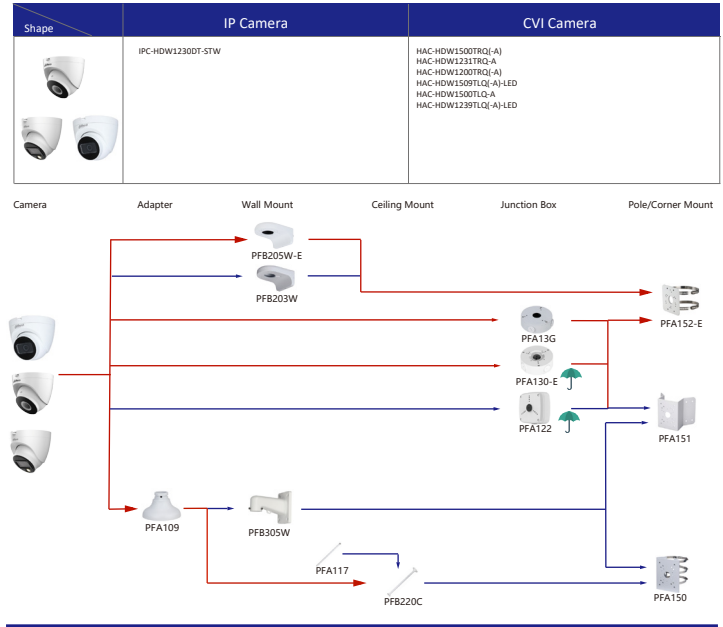 Shape
IP Camera
CVI Camera
IPC-HDW1230DT-STW
HAC-HDW1500TRQ(-A)
HAC-HDW1231TRQ-A
HAC-HDW1200TRQ(-A)
HAC-HDW1509TLQ(-A)-LED
HAC-HDW1500TLQ-A
HAC-HDW1239TLQ(-A)-LED
Camera
Adapter
Wall Mount
Ceiling Mount
Junction Box
Pole/Corner Mount
PFB205W-E
PFB203W
PFA152-E
PFA13G
PFA130-E
PFA122
PFA151
PFA109
PFB305W
PFA117
PFB220C
PFA150